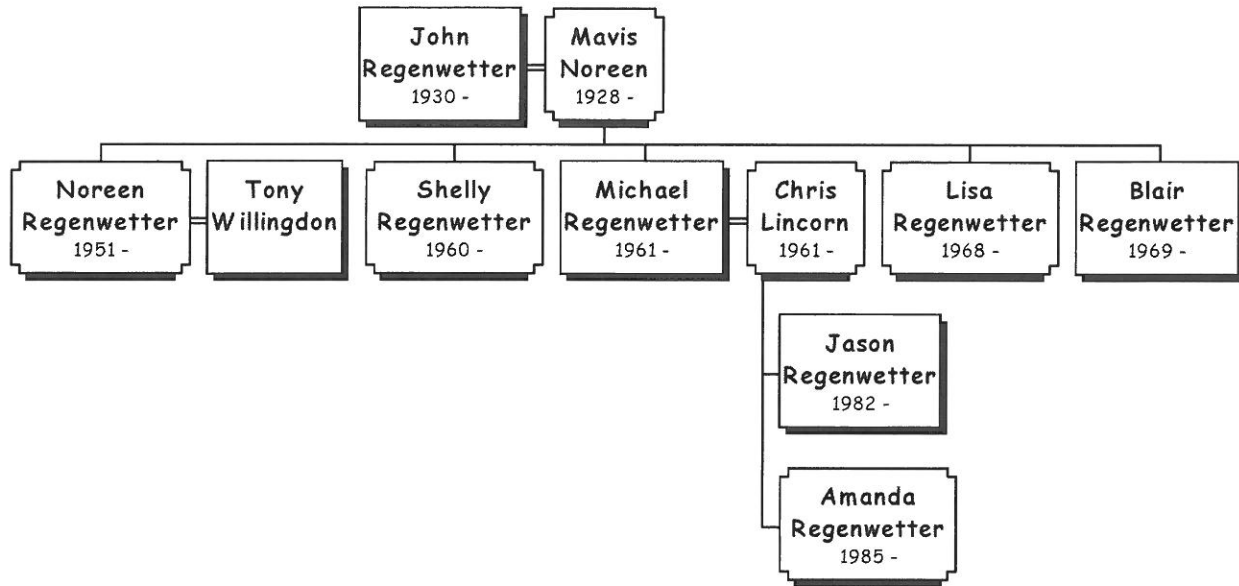 John
Regenwetter
1930 -
Mavis
Noreen
1928 -
Noreen
Regenwetter
1951 -
Tony
Willingdon
Shelly
Regenwetter
1960 -
Michael
Regenwetter
1961 -
Chris
Lincorn
1961 -
Lisa
Regenwetter
1968 -
Blair
Regenwetter
1969 -
Jason
Regenwetter
1982 -
Amanda
Regenwetter
1985 -